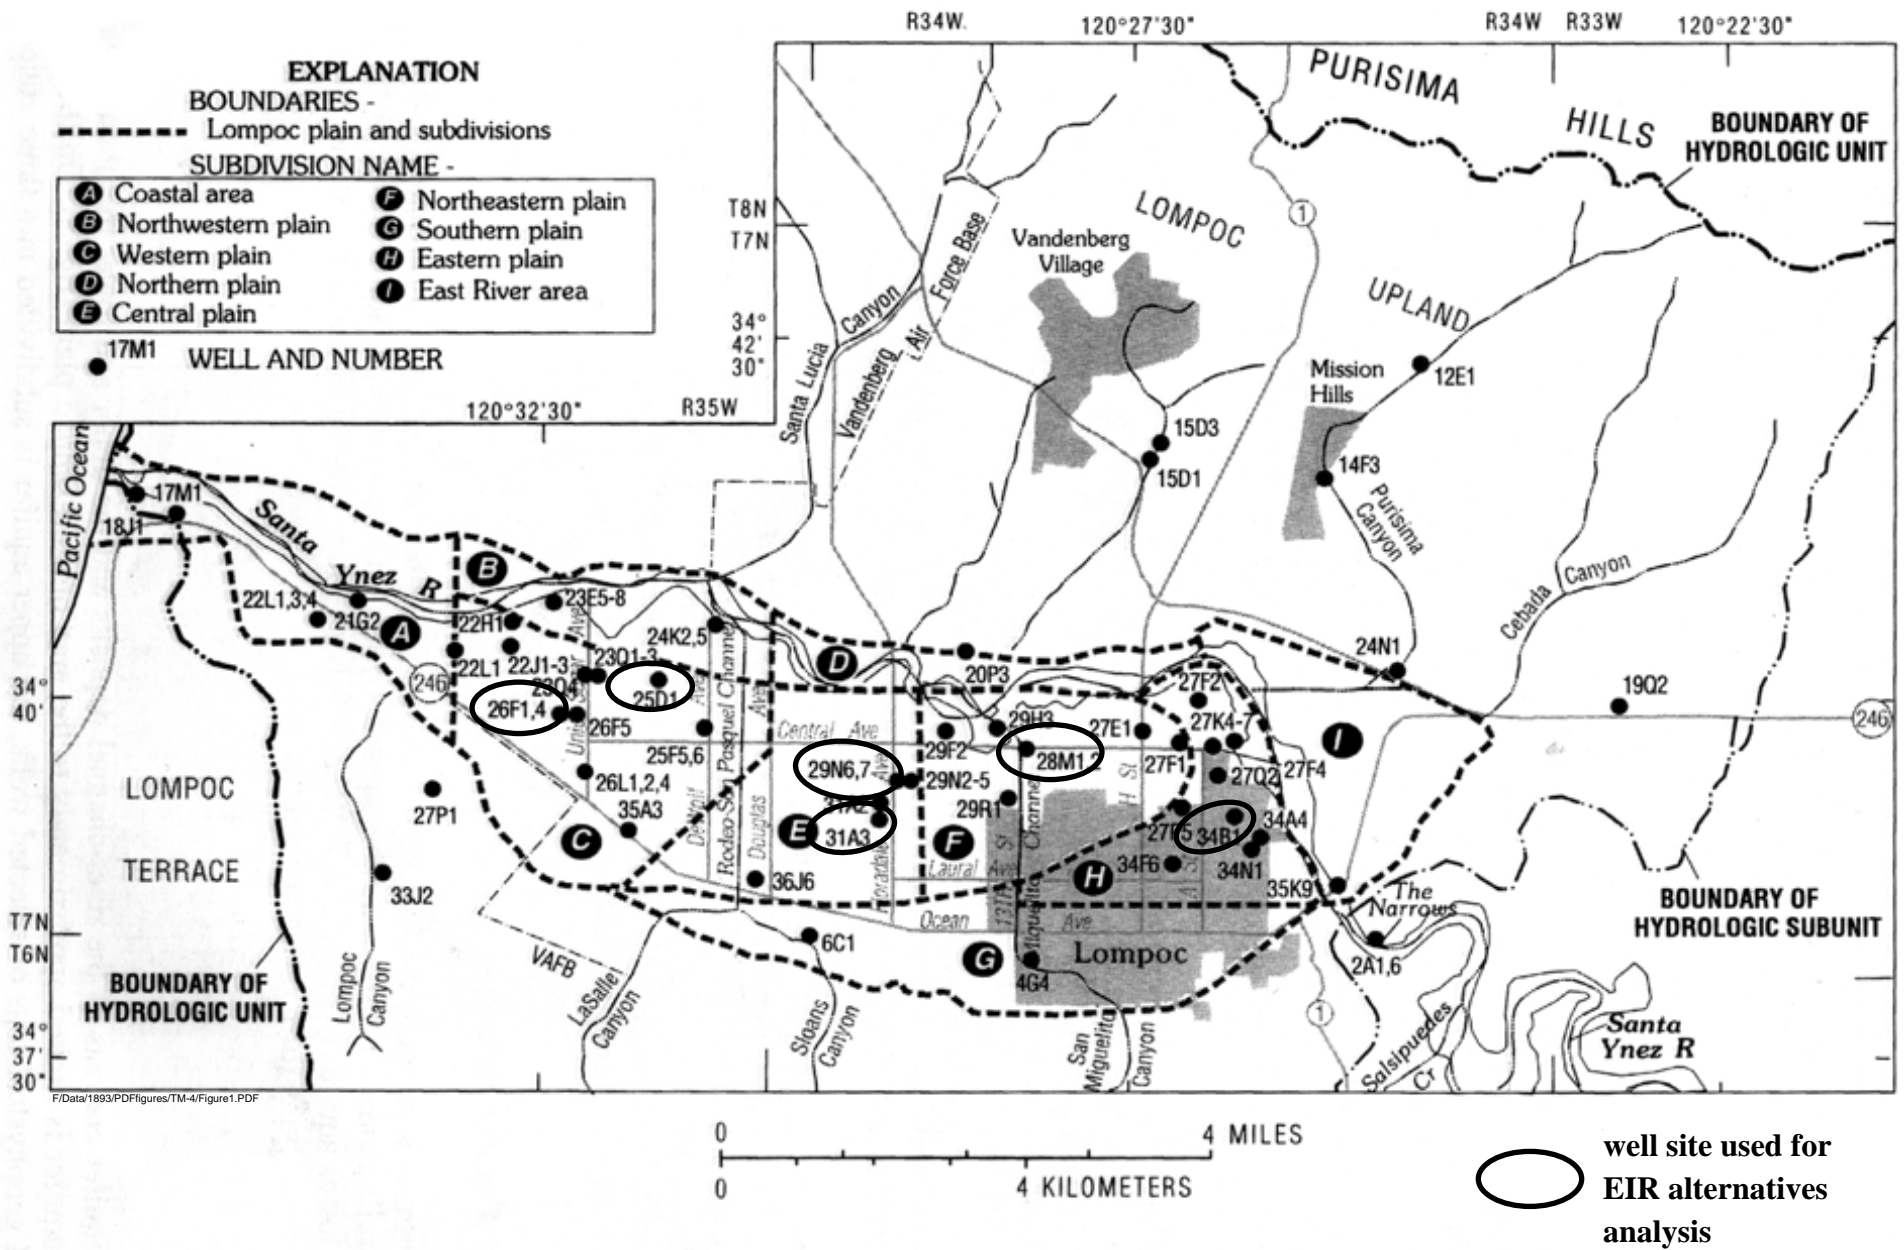 R34W.
120°27'30"
R34W
R33W
120°22'30"
EXPLANATION
BOUNDARIES -
Lompoc plain and subdivisions
SUBDIVISION NAME -
A Coastal area
B Northwestern plain
C Western plain
D Northern plain
E Central plain
F Northeastern plain
G Southern plain
H Eastern plain
I East River area
17M1
WELL AND NUMBER
PURISIMA
HILLS
BOUNDARY OF
HYDROLOGIC UNIT
T8N
T7N
LOMPOC
UPLAND
Vandenberg
Village
1
34°
42'
30"
Santa Lucia
Canyon
Vandenberg
Air
Force Base
Mission
Hills
12E1
120°32'30"
R35W
15D3
15D1
14F3
Purisima
Canyon
Pacific Ocean
17M1
18J1
Santa
Ynez
R
B
Cebada
Canyon
22L1,3,4
21G2
A
22H1
23E5-8
24K2,5
D
20P3
24N1
246
22L1
22J1-3
23Q1-3
23Q4
25D1
27F2
19Q2
246
34°
40'
26F1,4
26F5
25F5,6
Central Ave
29F2
29H3
28M1,2
27E1
27K4-7
27F1
27F4
I
27Q2
29N6,7
29N2-5
26L1,2,4
35A3
27P1
C
Rodeo-San Pasquel Channel
Douglas
Ave
E
31A3
29R1
F
Channel
H St
34B1
34A4
34N1
34F6
LOMPOC
TERRACE
33J2
36J6
Laural Ave
H
35K9
The
Narrows
BOUNDARY OF
HYDROLOGIC SUBUNIT
T7N
T6N
Ocean
Ave
6C1
G
4G4
Lompoc
2A1,6
VAFB
BOUNDARY OF
HYDROLOGIC UNIT
Lompoc
Canyon
LaSalle
Canyon
Sloans
Canyon
San
Miguelito
Canyon
1
Salsipuedes
Cr
Santa
Ynez R
34°
37'
30"
F/Data/1893/PDFfigures/TM-4/Figure1.PDF
0
4 MILES
0
4 KILOMETERS
well site used for
EIR alternatives
analysis